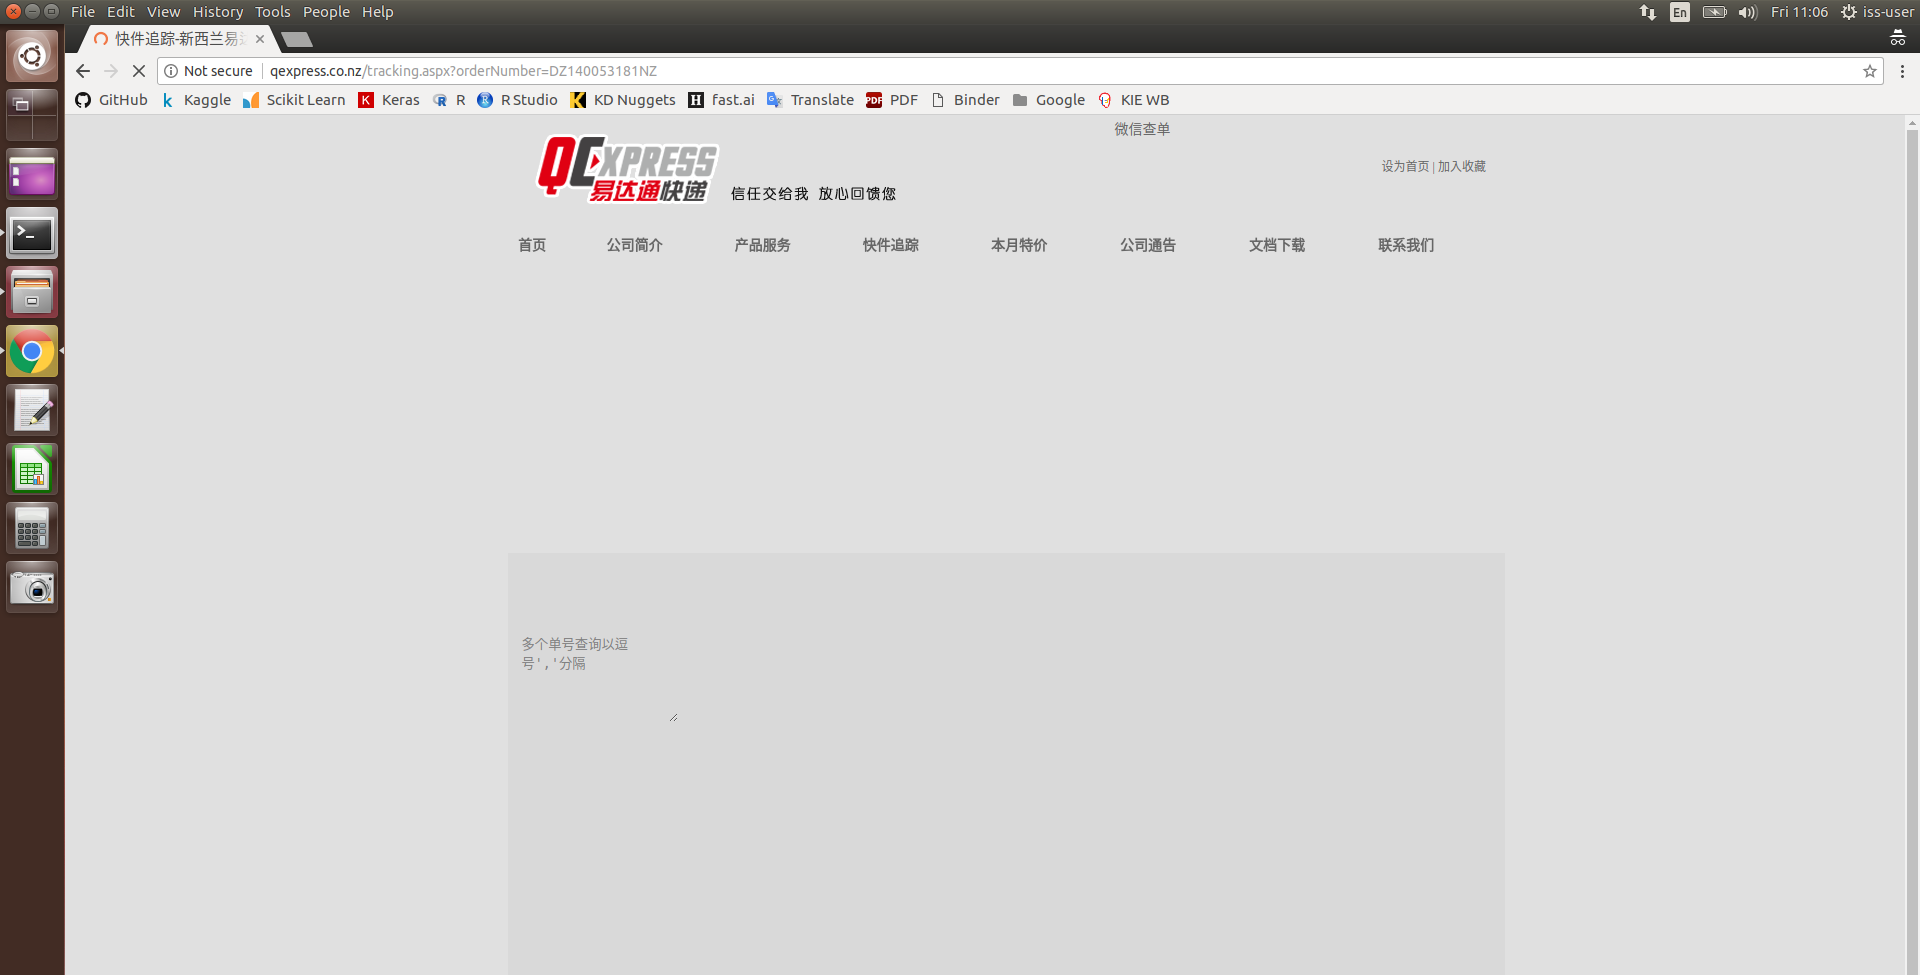 File Edit View History Tools People Help
En
Fri 11:06
iss-user
快件追踪-新西兰易
Not secure
qexpress.co.nz/tracking.aspx?orderNumber=DZ140053181NZ
GitHub
k Kaggle
Scikit Learn
K Keras
R R
R RStudio
K KD Nuggets
H fast.ai
Translate
PDF PDF
Binder
Google
KIE WB
微信查单
QEXPRESS
易达通快递
信任交给我 放心回馈您
设为首页 | 加入收藏
首页
公司简介
产品服务
快件追踪
本月特价
公司通告
文档下载
联系我们
多个单号查询以逗
号','分隔